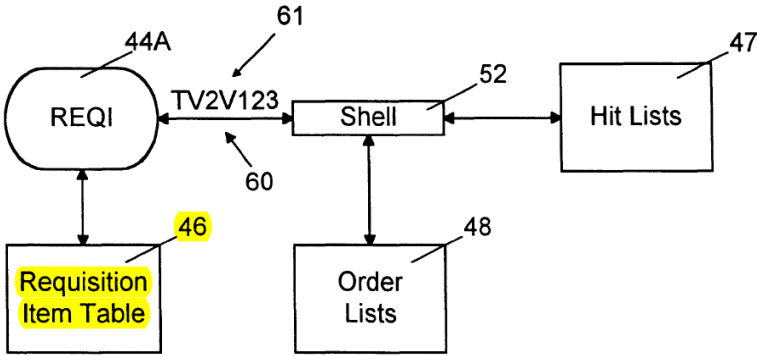 61
44A
52
47
TV2V123
REQI
Shell
Hit Lists
60
46
48
Requisition
Item Table
Order
Lists